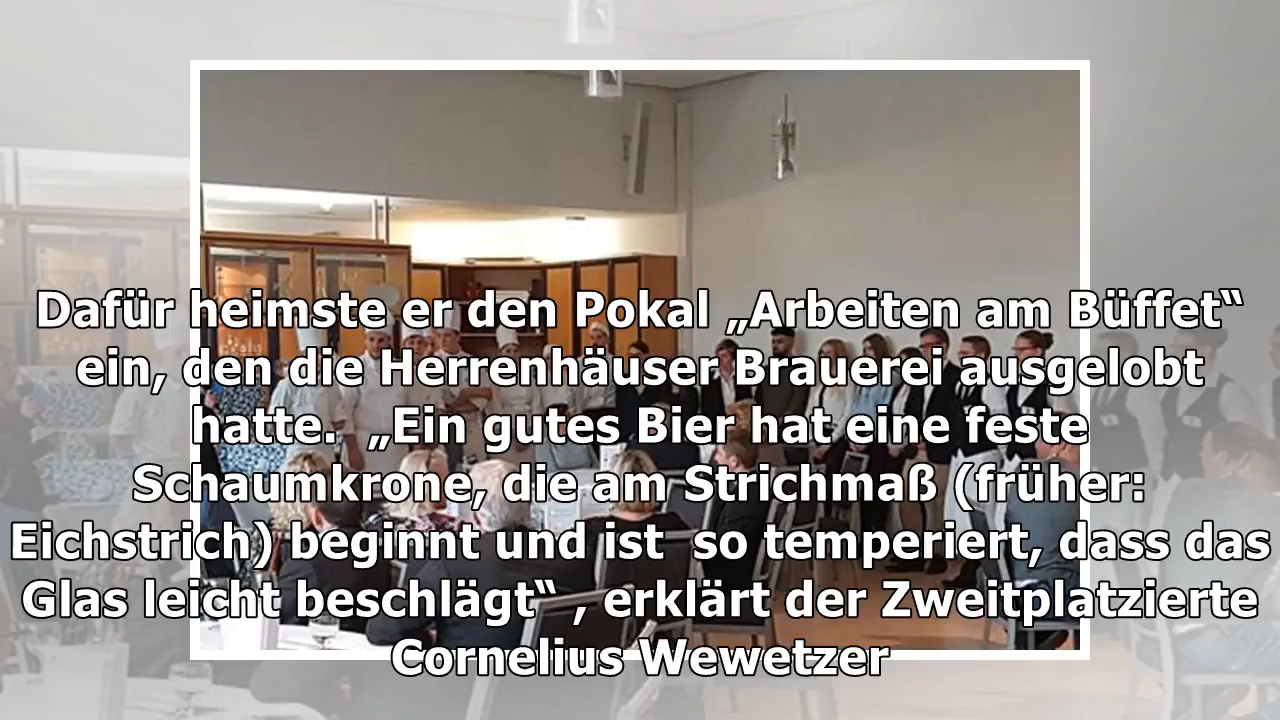 Dafür heimste er den Pokal „Arbeiten am Büffet“
ein, den die Herrenhäuser Brauerei ausgelobt
hatte.  „Ein gutes Bier hat eine feste
Schaumkrone, die am Strichmaß (früher:
Eichstrich) beginnt und ist  so temperiert, dass das
Glas leicht beschlägt“ , erklärt der Zweitplatzierte
Cornelius Wewetzer